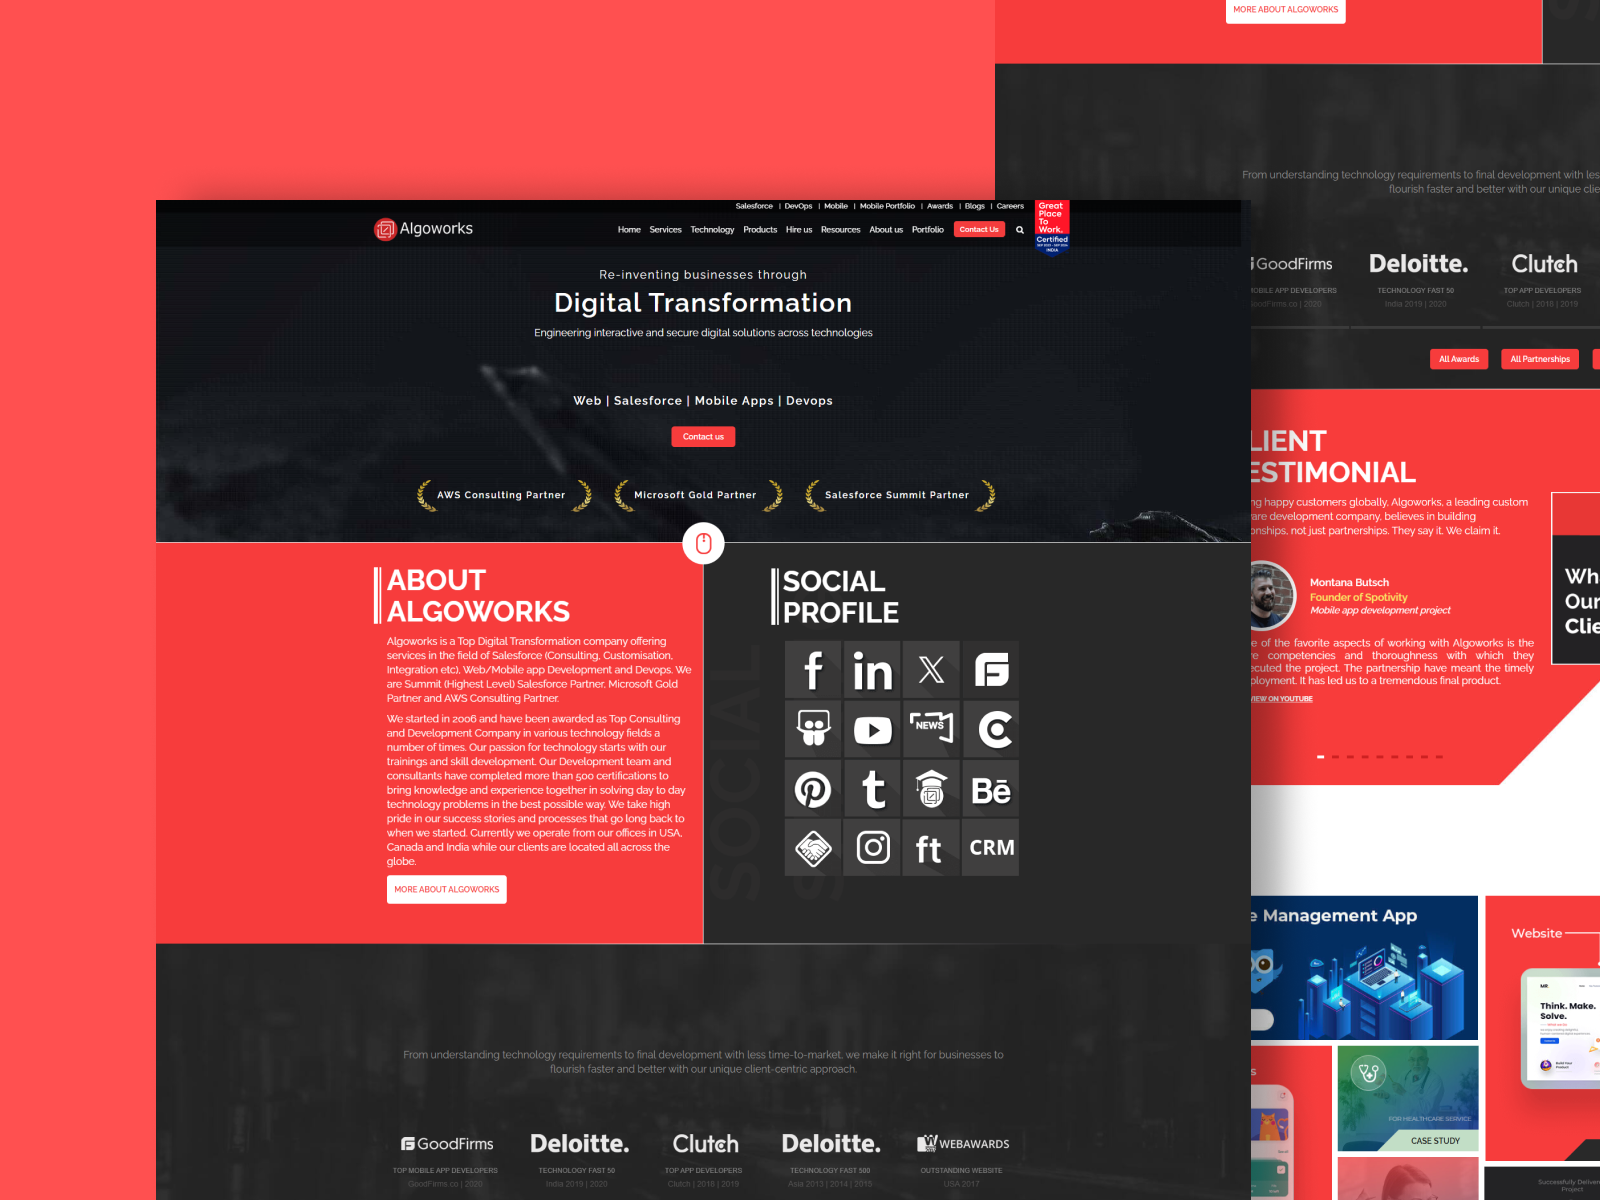 MORE ABOUT ALGOWORKS
From understanding technology requirements to final development with les
flourish faster and better with our unique clie
GoodFirms
Deloitte.
Clutch
OBILE APP DEVELOPERS
TECHNOLOGY FAST 50
TOP APP DEVELOPERS
oodFirms.co | 2020
India 2019 | 2020
Clutch | 2018 | 2019
All Awards
All Partnerships
Salesforce | DevOps | Mobile | Mobile Portfolio | Awards | Blogs | Careers
Great
Place
To
Work.
Certified
INDIA
Algoworks
Home Services Technology Products Hire us Resources About us Portfolio Contact Us
Re-inventing businesses through
Digital Transformation
Engineering interactive and secure digital solutions across technologies
Web | Salesforce | Mobile Apps | Devops
Contact us
AWS Consulting Partner
Microsoft Gold Partner
Salesforce Summit Partner
ABOUT
ALGOWORKS
Algoworks is a Top Digital Transformation company offering
services in the field of Salesforce (Consulting, Customisation,
Integration etc), Web/Mobile app Development and Devops. We
are Summit (Highest Level) Salesforce Partner, Microsoft Gold
Partner and AWS Consulting Partner.
We started in 2006 and have been awarded as Top Consulting
and Development Company in various technology fields a
number of times. Our passion for technology starts with our
trainings and skill development. Our Development team and
consultants have completed more than 500 certifications to
bring knowledge and experience together in solving day to day
technology problems in the best possible way. We take high
pride in our success stories and processes that go long back to
when we started. Currently we operate from our offices in USA,
Canada and India while our clients are located all across the
globe.
MORE ABOUT ALGOWORKS
SOCIAL
PROFILE
SOCIAL
f in X
NEWS
t Bē
ft CRM
From understanding technology requirements to final development with less time-to-market, we make it right for businesses to
flourish faster and better with our unique client-centric approach.
GoodFirms
Deloitte.
Clutch
Deloitte.
WEBAWARDS
TOP MOBILE APP DEVELOPERS
TECHNOLOGY FAST 50
TOP APP DEVELOPERS
TECHNOLOGY FAST 500
OUTSTANDING WEBSITE
GoodFirms.co | 2020
India 2019 | 2020
Clutch | 2018 | 2019
Asia 2013 | 2014 | 2015
USA 2017
LIENT
ESTIMONIAL
ng happy customers globally, Algoworks, a leading custom
are development company, believes in building
onships, not just partnerships. They say it. We claim it.
Montana Butsch
Founder of Spotivity
Mobile app development project
e of the favorite aspects of working with Algoworks is the
re competencies and thoroughness with which they
ecuted the project. The partnership have meant the timely
ployment. It has led us to a tremendous final product.
VIEW ON YOUTUBE
Wh
Our
Clie
e Management App
Website
MR.
Think. Make.
Solve.
Build Your
Product
FOR HEALTHCARE SERVICE
CASE STUDY
Successfully Deliver
Project